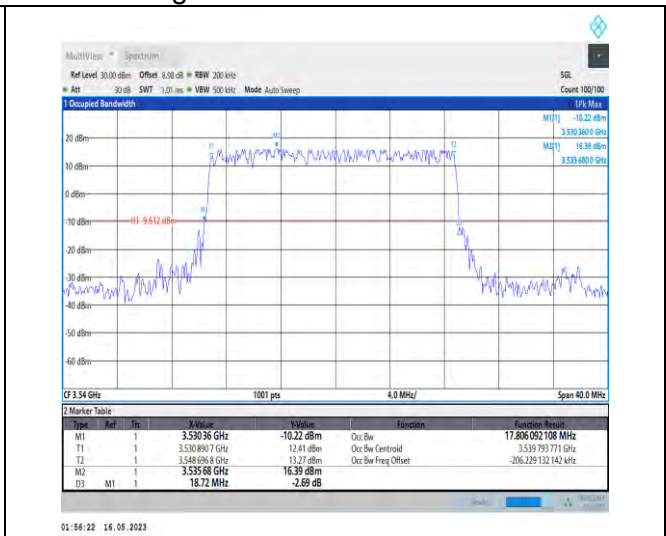 MultiView Spectrum
Ref Level 30.00 dBm Offset 8.98 dB RBW 200 kHz SGL
Att 30 dB SWT 1.01 ms VBW 500 kHz Mode Auto Sweep Count 100/100
1 Occupied Bandwidth 1Pk Max
M1[1] -10.22 dBm
3.530 3600 GHz
M2[1] 16.39 dBm
3.535 6800 GHz
20 dBm
T1 M2 T2
10 dBm
0 dBm
M1
-10 dBm H1 9.612 dBm
-20 dBm
-30 dBm
-40 dBm
-50 dBm
-60 dBm
CF 3.54 GHz 1001 pts 4.0 MHz/ Span 40.0 MHz
2 Marker Table
Type Ref Trc X-Value Y-Value Function Function Result
M1 1 3.530 36 GHz -10.22 dBm Occ Bw 17.806 092 108 MHz
T1 1 3.530 890 7 GHz 12.41 dBm Occ Bw Centroid 3.539 793 771 GHz
T2 1 3.548 696 8 GHz 13.27 dBm Occ Bw Freq Offset -206.229 132 142 kHz
M2 1 3.535 68 GHz 16.39 dBm
D3 M1 1 18.72 MHz -2.69 dB
01:56:22 16.05.2023